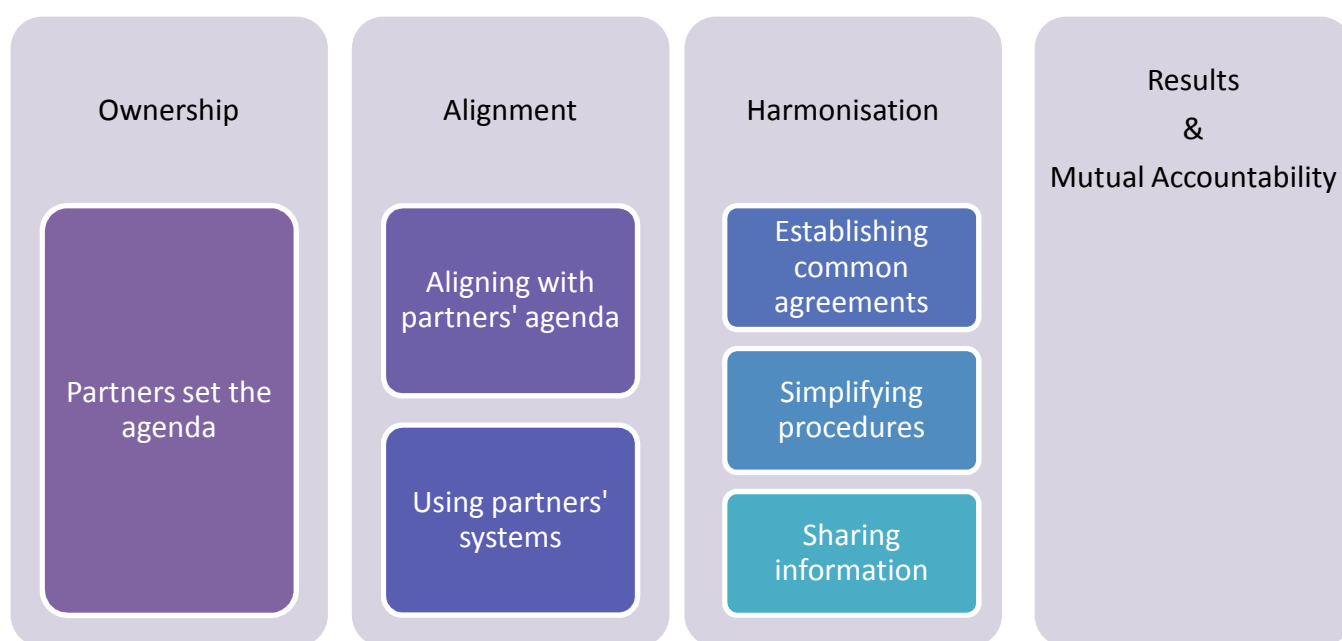 Ownership
Partners set the
agenda
Alignment
Aligning with
partners' agenda
Using partners'
systems
Harmonisation
Establishing
common
agreements
Simplifying
procedures
Sharing
information
Results
&
Mutual Accountability